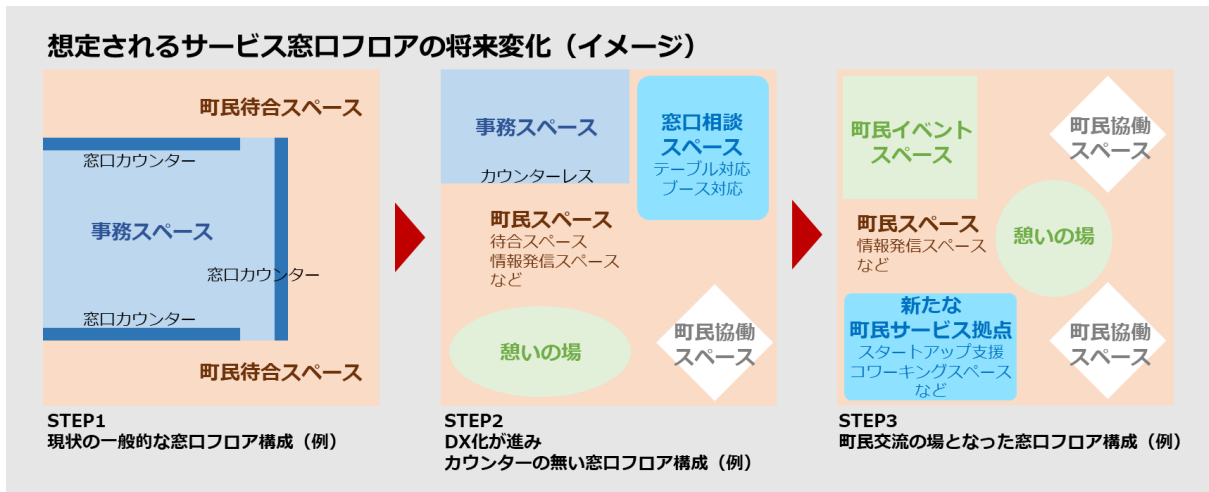 想定されるサービス窓口フロアの将来変化（イメージ）
町民待合スペース
窓口カウンター
事務スペース
窓口カウンター
窓口カウンター
町民待合スペース
STEP1
現状の一般的な窓口フロア構成（例）
事務スペース
カウンターレス
窓口相談
スペース
テーブル対応
ブース対応
町民スペース
待合スペース
情報発信スペース
など
憩いの場
町民協働
スペース
STEP2
DX化が進み
カウンターの無い窓口フロア構成（例）
町民イベント
スペース
町民協働
スペース
町民スペース
情報発信スペース
など
憩いの場
新たな
町民サービス拠点
スタートアップ支援
コワーキングスペース
など
町民協働
スペース
STEP3
町民交流の場となった窓口フロア構成（例）